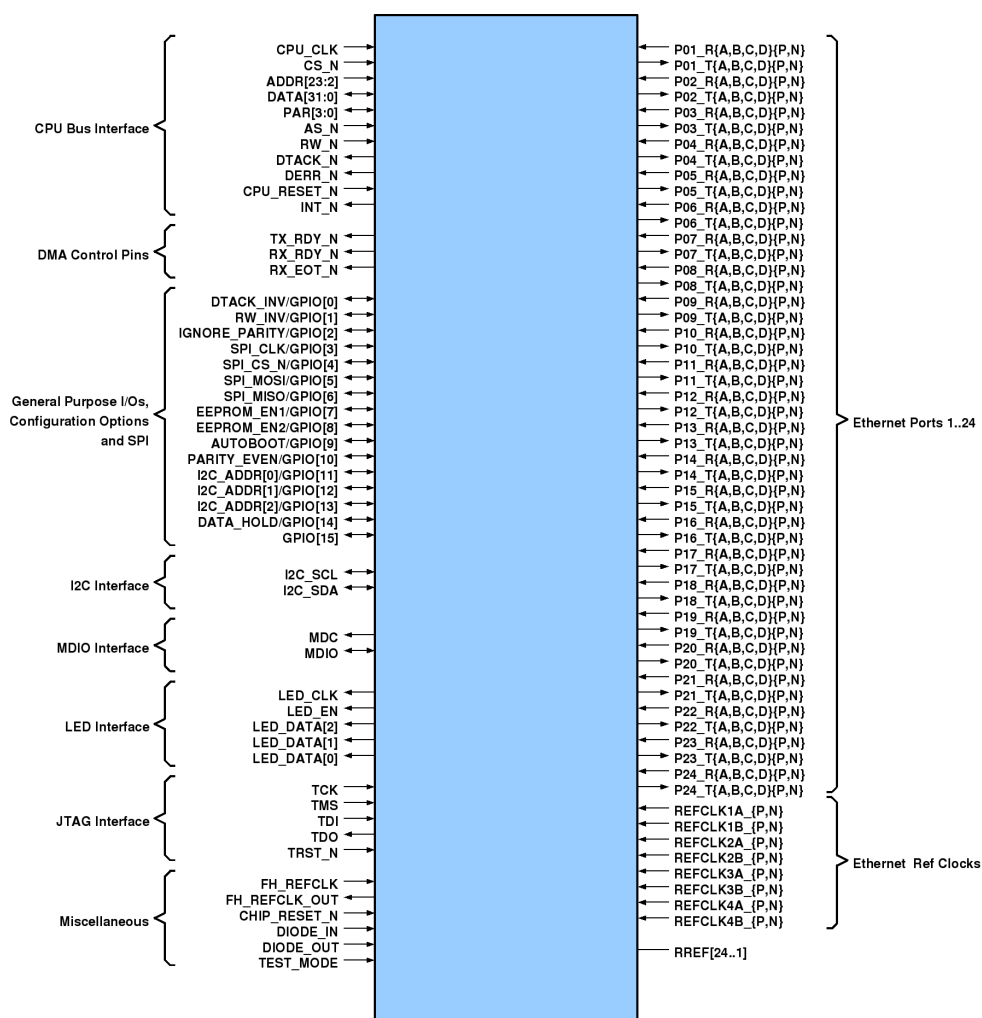 CPU Bus Interface
CPU_CLK
CS_N
ADDR[23:2]
DATA[31:0]
PAR[3:0]
AS_N
RW_N
DTACK_N
DERR_N
CPU_RESET_N
INT_N
DMA Control Pins
TX_RDY_N
RX_RDY_N
RX_EOT_N
General Purpose I/Os,
Configuration Options
and SPI
DTACK_INV/GPIO[0]
RW_INV/GPIO[1]
IGNORE_PARITY/GPIO[2]
SPI_CLK/GPIO[3]
SPI_CS_N/GPIO[4]
SPI_MOSI/GPIO[5]
SPI_MISO/GPIO[6]
EEPROM_EN1/GPIO[7]
EEPROM_EN2/GPIO[8]
AUTOBOOT/GPIO[9]
PARITY_EVEN/GPIO[10]
I2C_ADDR[0]/GPIO[11]
I2C_ADDR[1]/GPIO[12]
I2C_ADDR[2]/GPIO[13]
DATA_HOLD/GPIO[14]
GPIO[15]
I2C Interface
I2C_SCL
I2C_SDA
MDIO Interface
MDC
MDIO
LED Interface
LED_CLK
LED_EN
LED_DATA[2]
LED_DATA[1]
LED_DATA[0]
JTAG Interface
TCK
TMS
TDI
TDO
TRST_N
Miscellaneous
FH_REFCLK
FH_REFCLK_OUT
CHIP_RESET_N
DIODE_IN
DIODE_OUT
TEST_MODE
P01_R{A,B,C,D}{P,N}
P01_T{A,B,C,D}{P,N}
P02_R{A,B,C,D}{P,N}
P02_T{A,B,C,D}{P,N}
P03_R{A,B,C,D}{P,N}
P03_T{A,B,C,D}{P,N}
P04_R{A,B,C,D}{P,N}
P04_T{A,B,C,D}{P,N}
P05_R{A,B,C,D}{P,N}
P05_T{A,B,C,D}{P,N}
P06_R{A,B,C,D}{P,N}
P06_T{A,B,C,D}{P,N}
P07_R{A,B,C,D}{P,N}
P07_T{A,B,C,D}{P,N}
P08_R{A,B,C,D}{P,N}
P08_T{A,B,C,D}{P,N}
P09_R{A,B,C,D}{P,N}
P09_T{A,B,C,D}{P,N}
P10_R{A,B,C,D}{P,N}
P10_T{A,B,C,D}{P,N}
P11_R{A,B,C,D}{P,N}
P11_T{A,B,C,D}{P,N}
P12_R{A,B,C,D}{P,N}
P12_T{A,B,C,D}{P,N}
P13_R{A,B,C,D}{P,N}
P13_T{A,B,C,D}{P,N}
P14_R{A,B,C,D}{P,N}
P14_T{A,B,C,D}{P,N}
P15_R{A,B,C,D}{P,N}
P15_T{A,B,C,D}{P,N}
P16_R{A,B,C,D}{P,N}
P16_T{A,B,C,D}{P,N}
P17_R{A,B,C,D}{P,N}
P17_T{A,B,C,D}{P,N}
P18_R{A,B,C,D}{P,N}
P18_T{A,B,C,D}{P,N}
P19_R{A,B,C,D}{P,N}
P19_T{A,B,C,D}{P,N}
P20_R{A,B,C,D}{P,N}
P20_T{A,B,C,D}{P,N}
P21_R{A,B,C,D}{P,N}
P21_T{A,B,C,D}{P,N}
P22_R{A,B,C,D}{P,N}
P22_T{A,B,C,D}{P,N}
P23_R{A,B,C,D}{P,N}
P23_T{A,B,C,D}{P,N}
P24_R{A,B,C,D}{P,N}
P24_T{A,B,C,D}{P,N}
Ethernet Ports 1..24
REFCLK1A_{P,N}
REFCLK1B_{P,N}
REFCLK2A_{P,N}
REFCLK2B_{P,N}
REFCLK3A_{P,N}
REFCLK3B_{P,N}
REFCLK4A_{P,N}
REFCLK4B_{P,N}
Ethernet Ref Clocks
RREF[24..1]